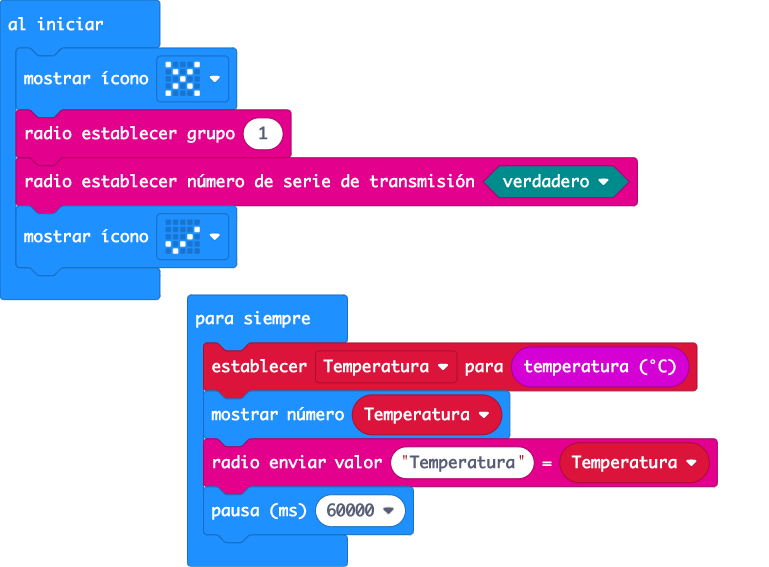 al iniciar
mostrar ícono
radio establecer grupo 1
radio establecer número de serie de transmisión verdadero
mostrar ícono
para siempre
establecer Temperatura para temperatura (°C)
mostrar número Temperatura
radio enviar valor "Temperatura" = Temperatura
pausa (ms) 60000